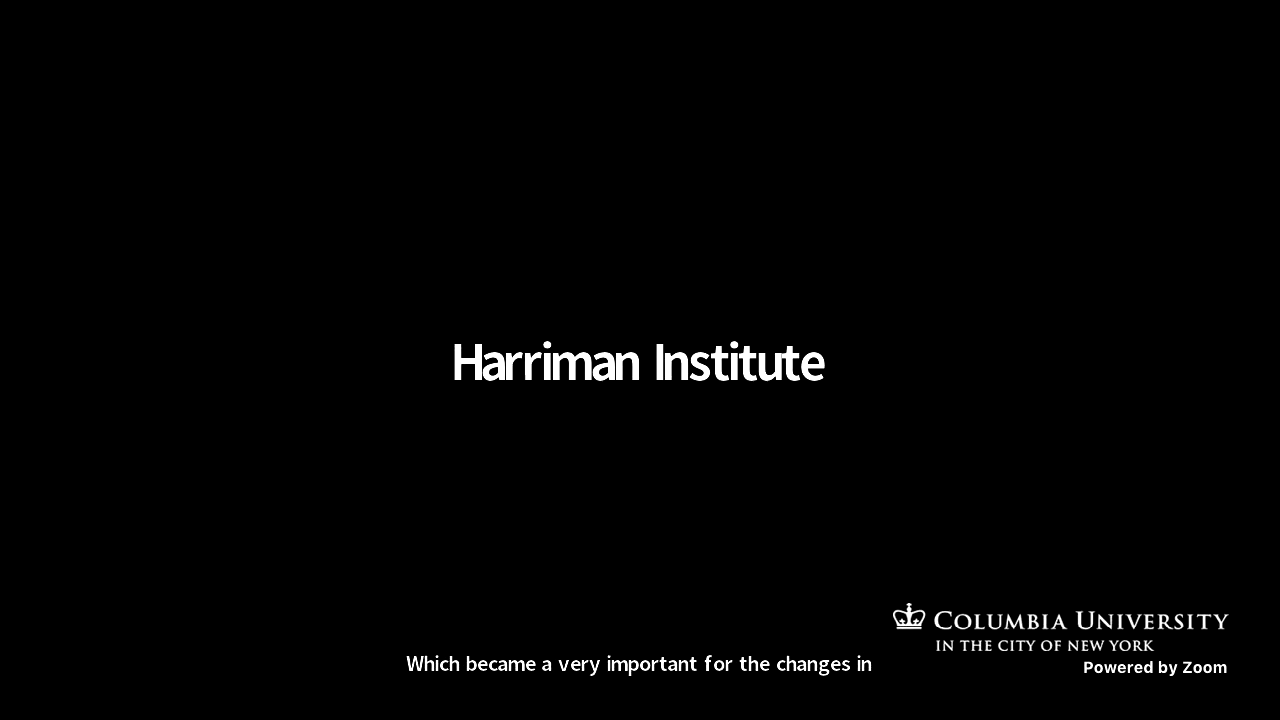 Harriman Institute
COLUMBIA UNIVERSITY
IN THE CITY OF NEW YORK
Which became a very important for the changes in
Powered by Zoom